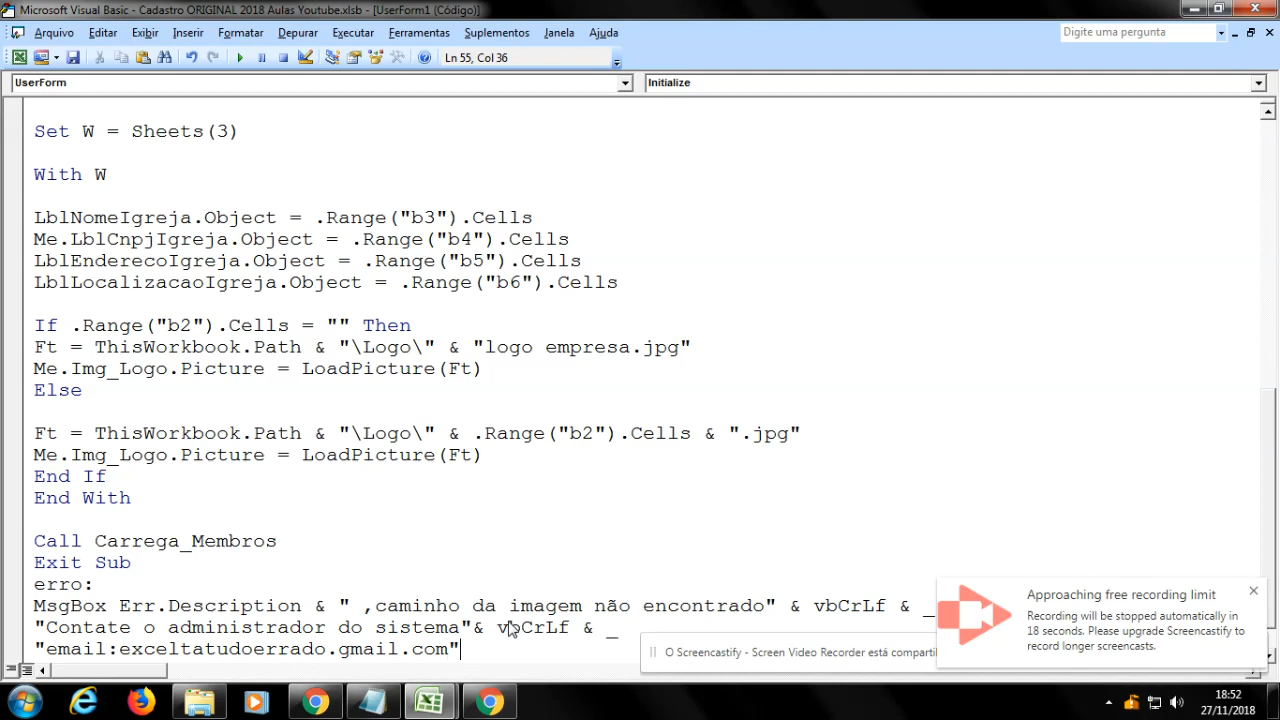 Microsoft Visual Basic - Cadastro ORIGINAL 2018 Aulas Youtube.xlsb - [UserForm1 (Código)]
Arquivo Editar Exibir Inserir Formatar Depurar Executar Ferramentas Suplementos Janela Ajuda Digite uma pergunta
Ln 55, Col 36
UserForm Initialize
Set W = Sheets(3)
With W
LblNomeIgreja.Object = .Range("b3").Cells
Me.LblCnpjIgreja.Object = .Range("b4").Cells
LblEnderecoIgreja.Object = .Range("b5").Cells
LblLocalizacaoIgreja.Object = .Range("b6").Cells
If .Range("b2").Cells = "" Then
Ft = ThisWorkbook.Path & "\Logo\" & "logo empresa.jpg"
Me.Img_Logo.Picture = LoadPicture(Ft)
Else
Ft = ThisWorkbook.Path & "\Logo\" & .Range("b2").Cells & ".jpg"
Me.Img_Logo.Picture = LoadPicture(Ft)
End If
End With
Call Carrega_Membros
Exit Sub
erro:
MsgBox Err.Description & " ,caminho da imagem não encontrado" & vbCrLf & _
"Contate o administrador do sistema"& vbCrLf & _
"email:exceltatudoerrado.gmail.com"
Approaching free recording limit
Recording will be stopped automatically in
18 seconds. Please upgrade Screencastify to
record longer screencasts.
O Screencastify - Screen Video Recorder está
18:52
27/11/2018